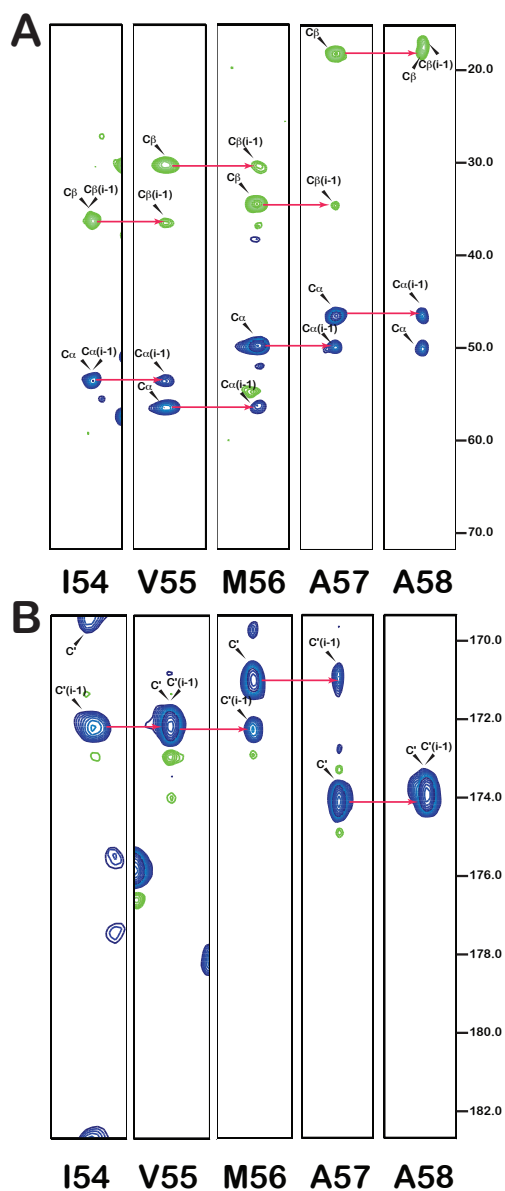 A
Cβ
Cβ(i-1)
Cβ
20.0
Cβ
Cβ(i-1)
30.0
Cβ
Cβ(i-1)
Cβ(i-1)
Cβ
Cβ(i-1)
40.0
Cα
Cα(i-1)
Cα
Cα(i-1)
Cα
50.0
Cα
Cα(i-1)
Cα(i-1)
Cα
Cα(i-1)
60.0
70.0
I54 V55 M56 A57 A58
B
170.0
C'
C'
C'(i-1)
C'(i-1)
C' C'(i-1)
C'(i-1)
172.0
C'
C' C'(i-1)
174.0
176.0
178.0
180.0
182.0
I54 V55 M56 A57 A58